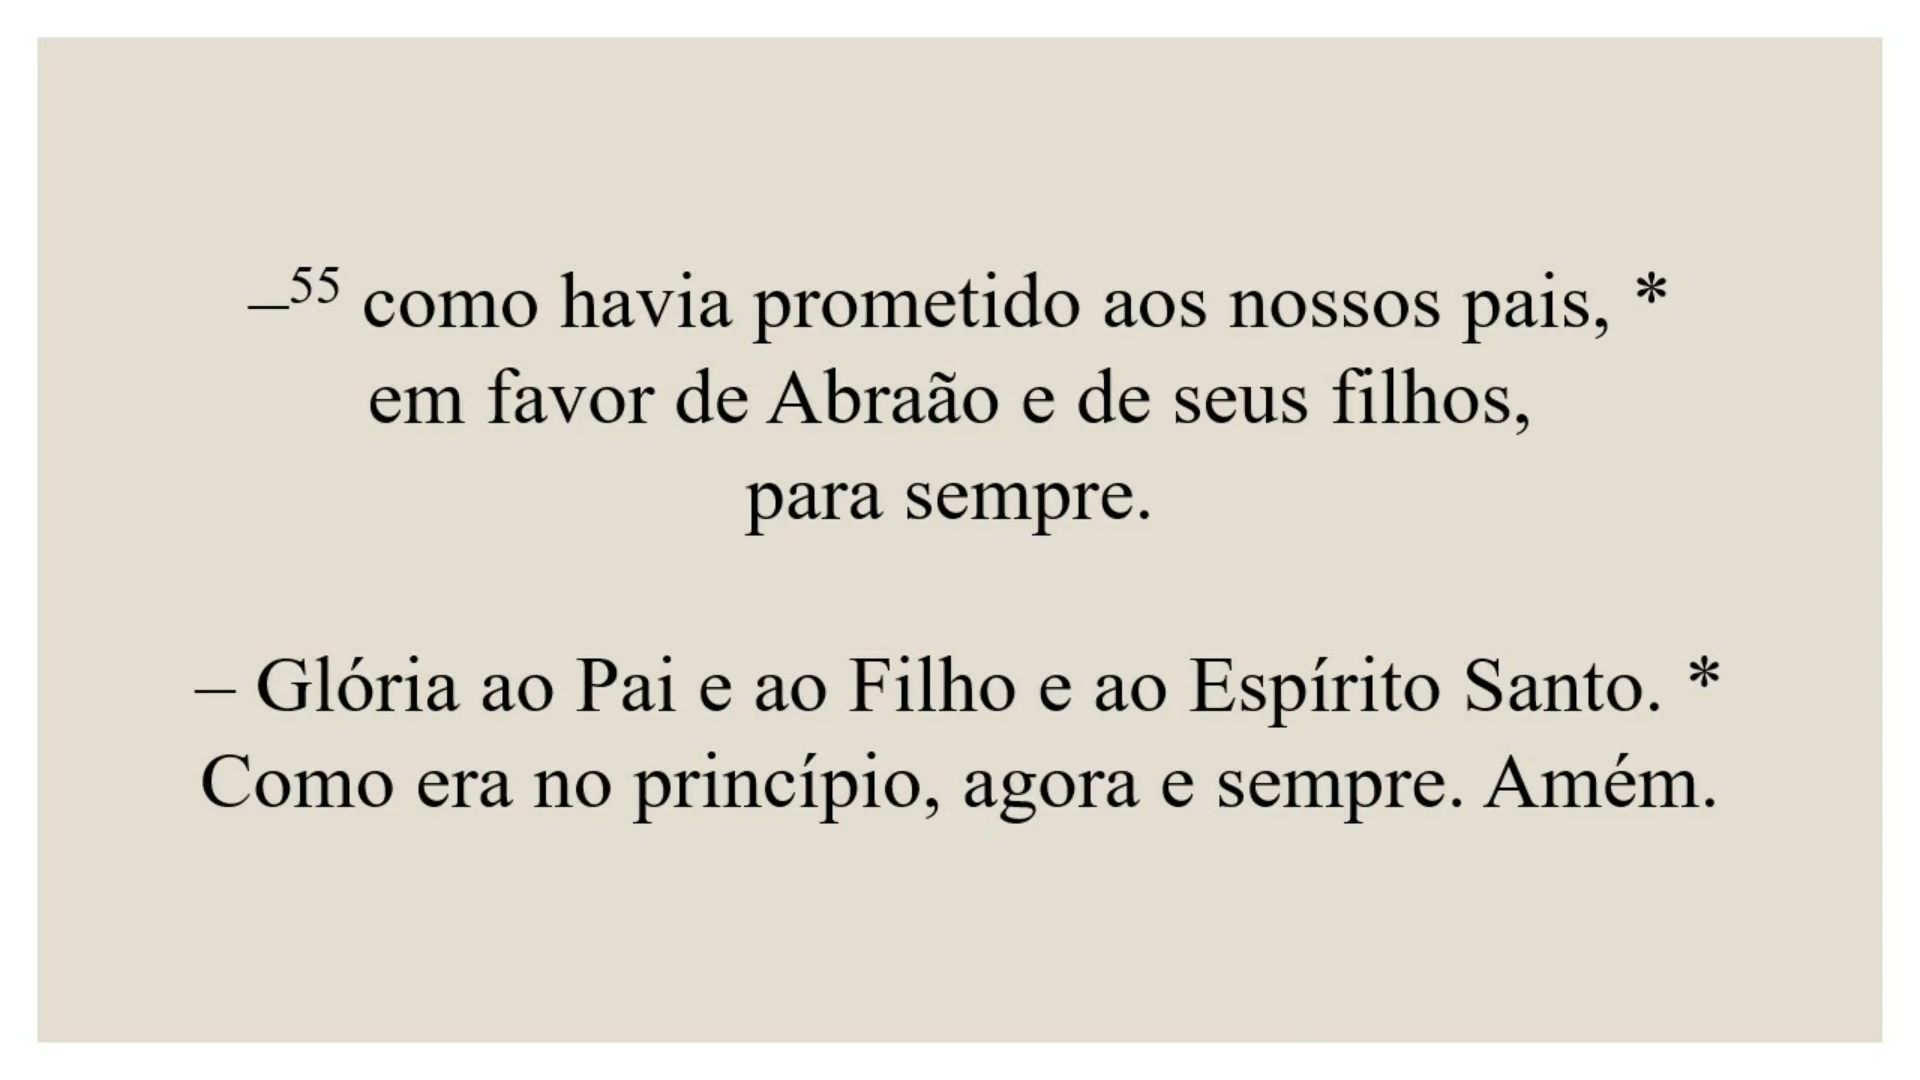 –55 como havia prometido aos nossos pais, *
em favor de Abraão e de seus filhos,
para sempre.
– Glória ao Pai e ao Filho e ao Espírito Santo. *
Como era no princípio, agora e sempre. Amém.